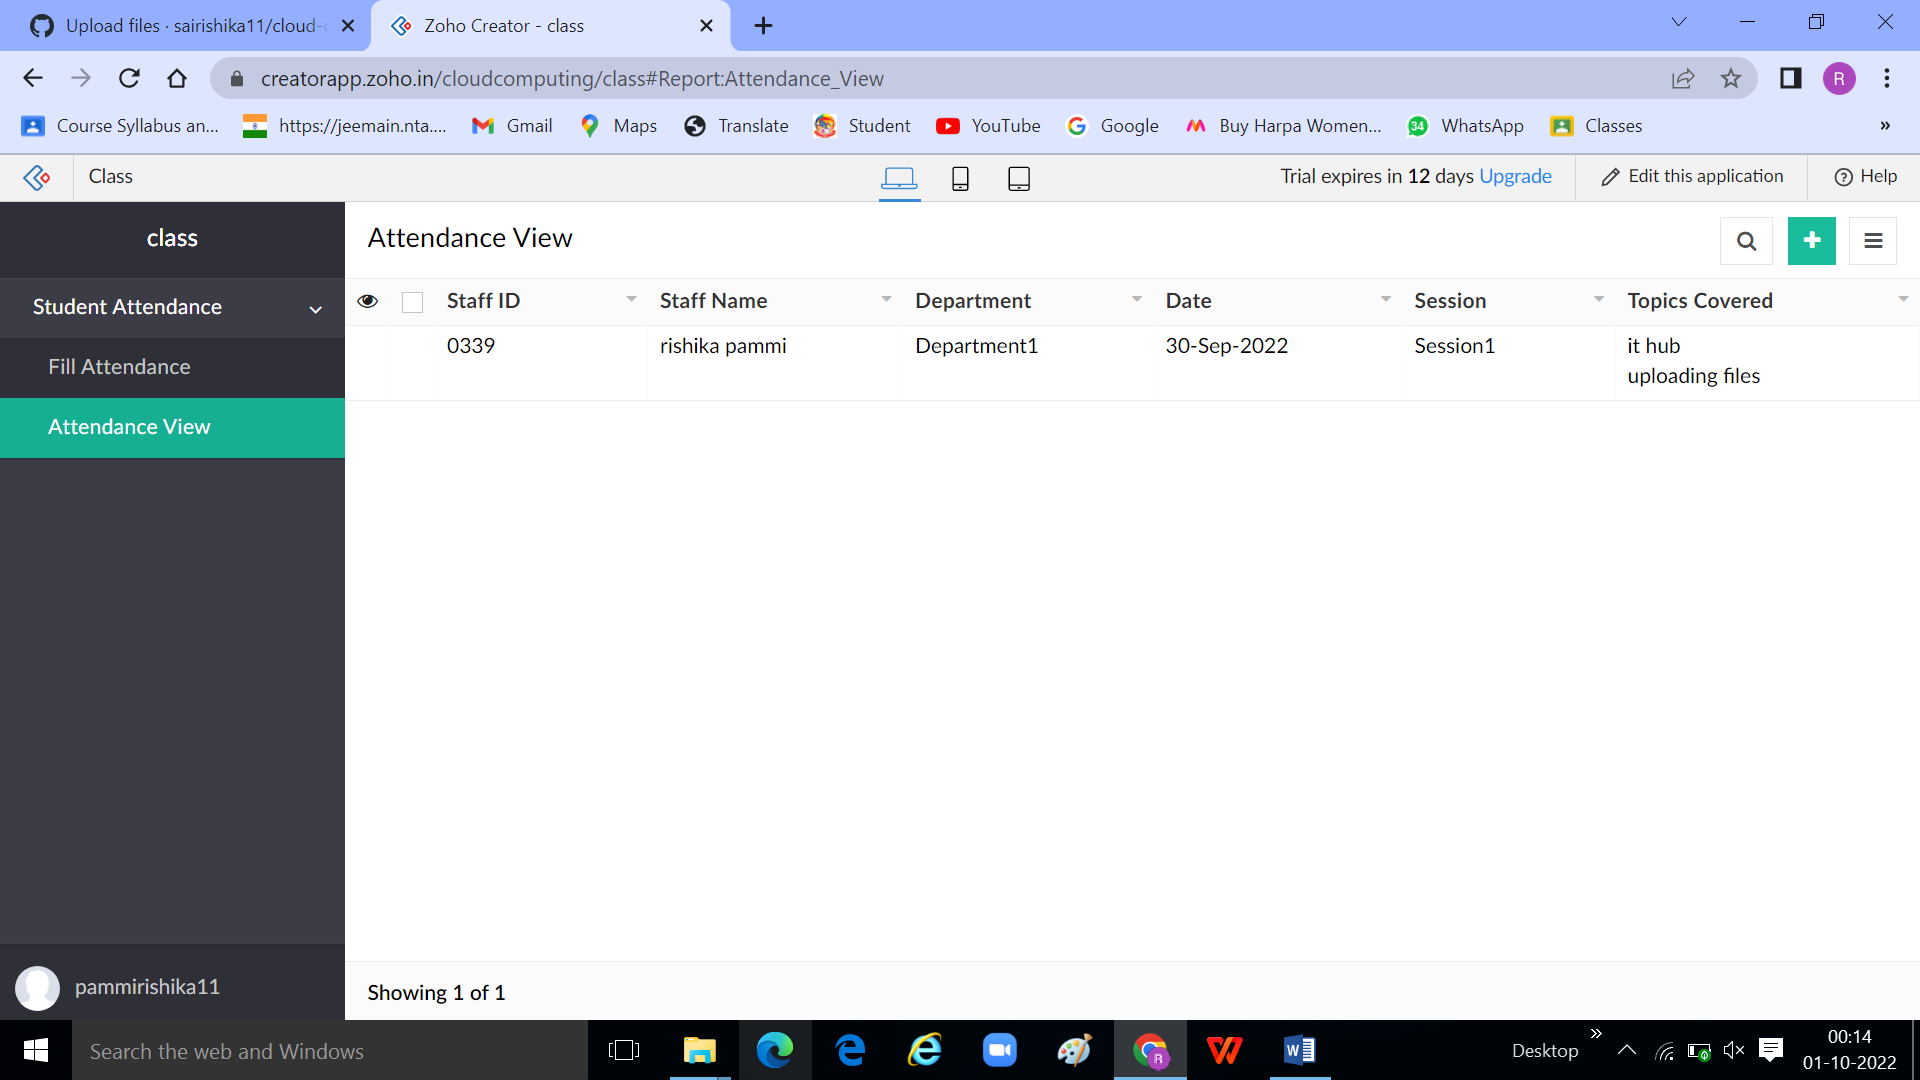 Upload files · sairishika11/cloud-
Zoho Creator - class
creatorapp.zoho.in/cloudcomputing/class#Report:Attendance_View
R
Course Syllabus an...
https://jeemain.nta....
Gmail
Maps
Translate
Student
YouTube
Google
Buy Harpa Women...
34
WhatsApp
Classes
»
Class
Trial expires in 12 days Upgrade
Edit this application
Help
class
Student Attendance
Fill Attendance
Attendance View
pammirishika11
Attendance View
Staff ID Staff Name Department Date Session Topics Covered
0339 rishika pammi Department1 30-Sep-2022 Session1 it hub
uploading files
Showing 1 of 1
Search the web and Windows
Desktop
00:14
01-10-2022